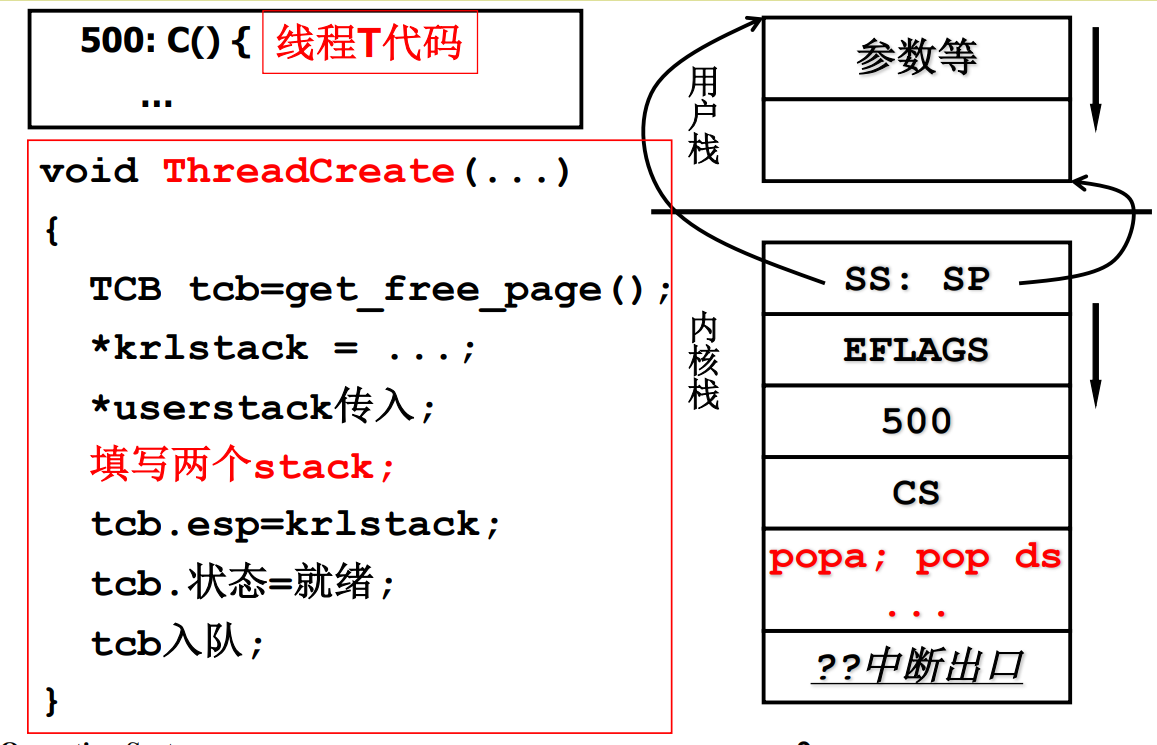 500: C() { 线程T代码
...
void ThreadCreate(...)
{
TCB tcb=get_free_page();
*krlstack = ...;
*userstack传入;
填写两个stack;
tcb.esp=krlstack;
tcb.状态=就绪;
tcb入队;
}
用户栈
参数等
内核栈
SS: SP
EFLAGS
500
CS
popa; pop ds
...
??中断出口